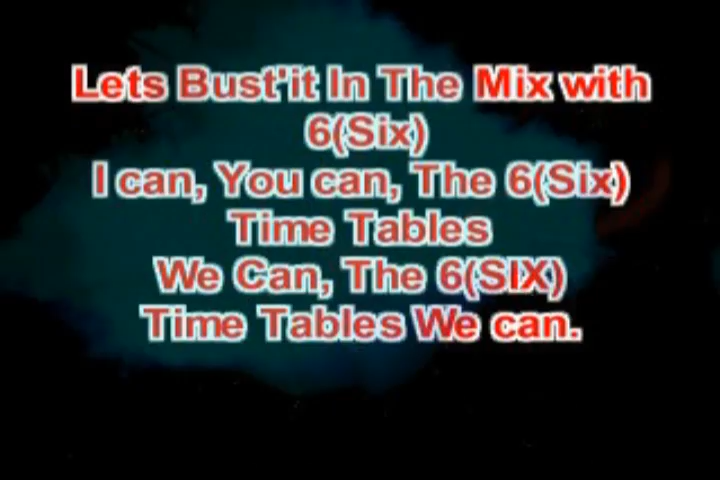 Lets Bust'it In The Mix with
6(Six)
I can, You can, The 6(Six)
Time Tables
We Can, The 6(SIX)
Time Tables We can.